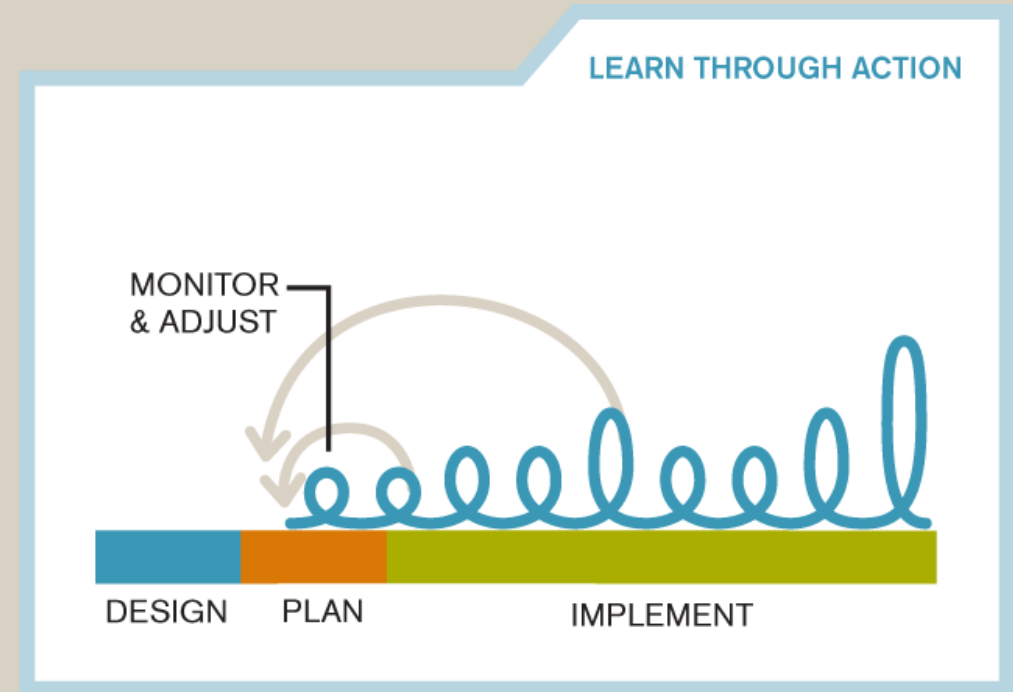 LEARN THROUGH ACTION
MONITOR
& ADJUST
DESIGN
PLAN
IMPLEMENT